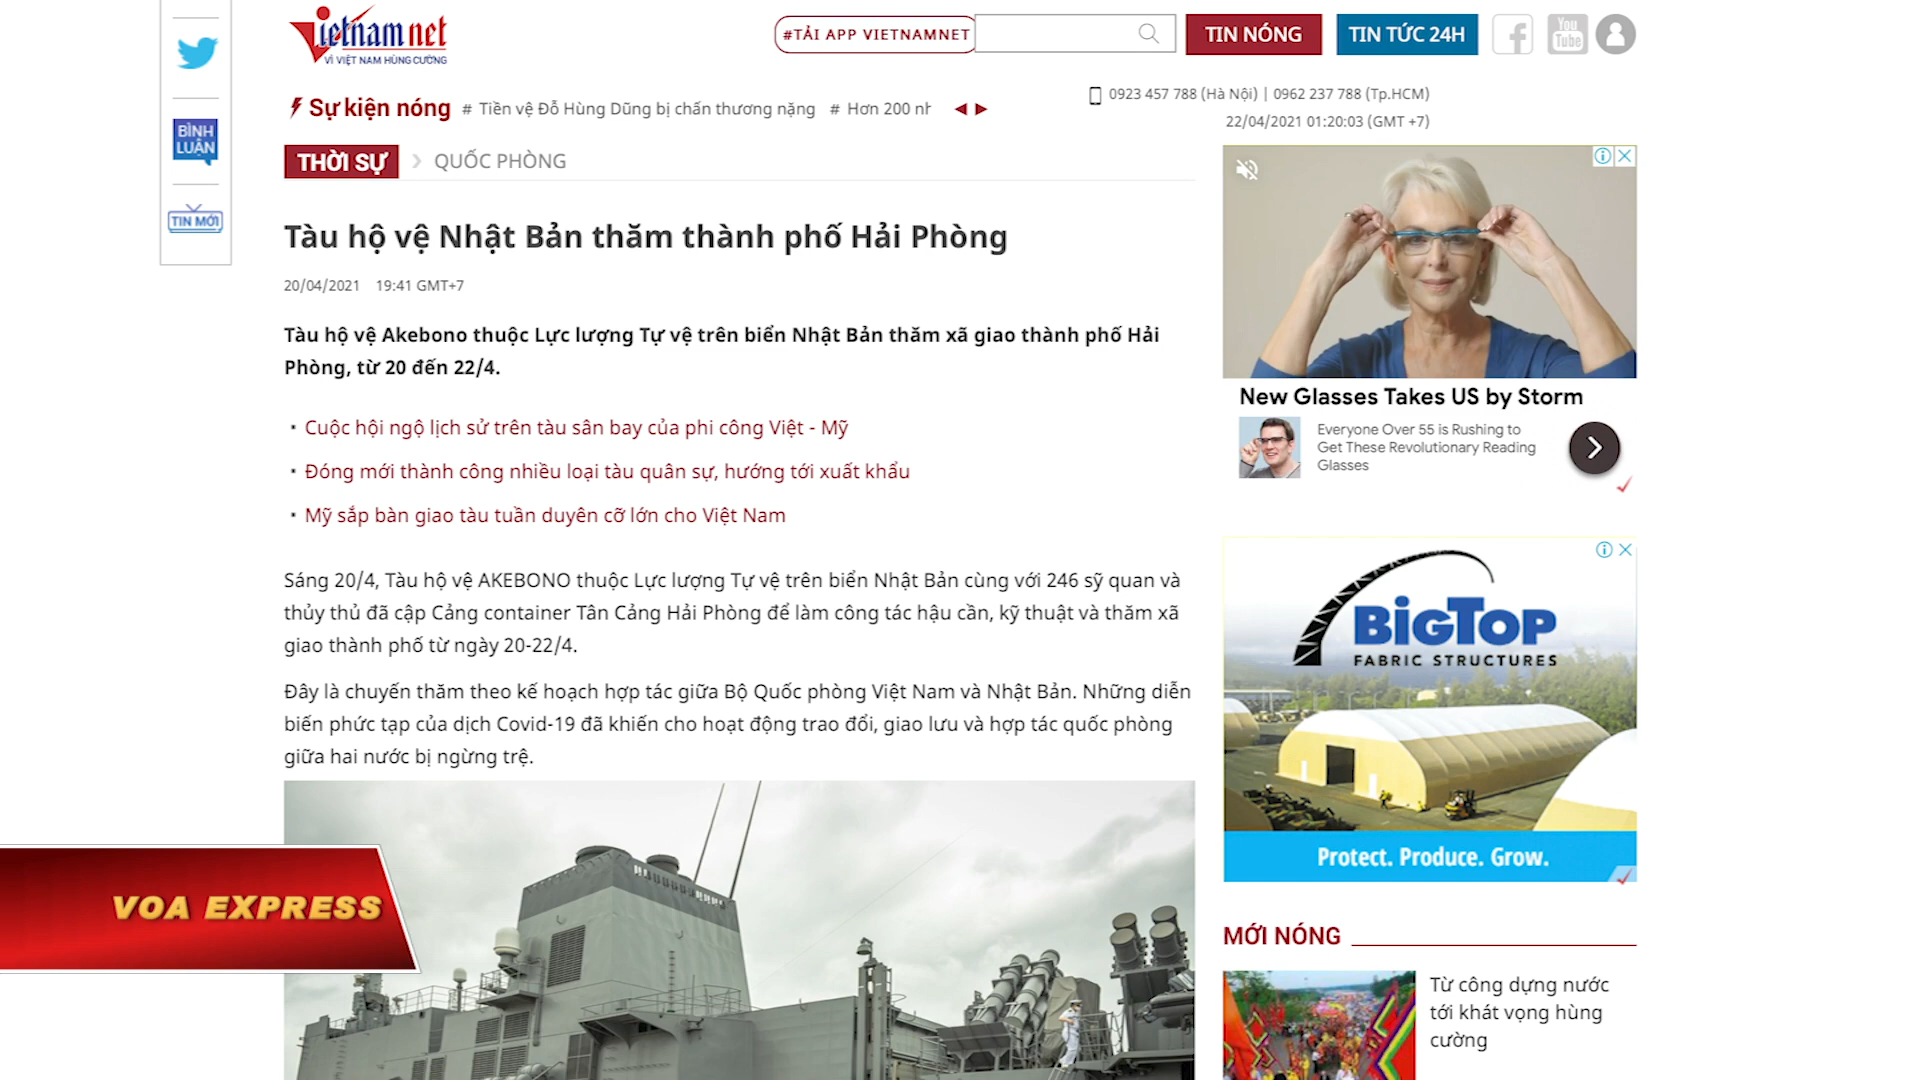 Vietnamnet
VÌ VIỆT NAM HÙNG CƯỜNG
#TẢI APP VIETNAMNET
TIN NÓNG
TIN TỨC 24H
You
Tube
BÌNH
LUẬN
TIN MỚI
Sự kiện nóng
# Tiền vệ Đỗ Hùng Dũng bị chấn thương nặng
# Hơn 200 nh
0923 457 788 (Hà Nội) | 0962 237 788 (Tp.HCM)
22/04/2021 01:20:03 (GMT +7)
THỜI SỰ
QUỐC PHÒNG
Tàu hộ vệ Nhật Bản thăm thành phố Hải Phòng
20/04/2021 19:41 GMT+7
Tàu hộ vệ Akebono thuộc Lực lượng Tự vệ trên biển Nhật Bản thăm xã giao thành phố Hải
Phòng, từ 20 đến 22/4.
Cuộc hội ngộ lịch sử trên tàu sân bay của phi công Việt - Mỹ
Đóng mới thành công nhiều loại tàu quân sự, hướng tới xuất khẩu
Mỹ sắp bàn giao tàu tuần duyên cỡ lớn cho Việt Nam
Sáng 20/4, Tàu hộ vệ AKEBONO thuộc Lực lượng Tự vệ trên biển Nhật Bản cùng với 246 sỹ quan và
thủy thủ đã cập Cảng container Tân Cảng Hải Phòng để làm công tác hậu cần, kỹ thuật và thăm xã
giao thành phố từ ngày 20-22/4.
Đây là chuyến thăm theo kế hoạch hợp tác giữa Bộ Quốc phòng Việt Nam và Nhật Bản. Những diễn
biến phức tạp của dịch Covid-19 đã khiến cho hoạt động trao đổi, giao lưu và hợp tác quốc phòng
giữa hai nước bị ngừng trệ.
VOA EXPRESS
New Glasses Takes US by Storm
Everyone Over 55 is Rushing to
Get These Revolutionary Reading
Glasses
BIGTOP
FABRIC STRUCTURES
Protect. Produce. Grow.
MỚI NÓNG
Từ công dựng nước
tới khát vọng hùng
cường